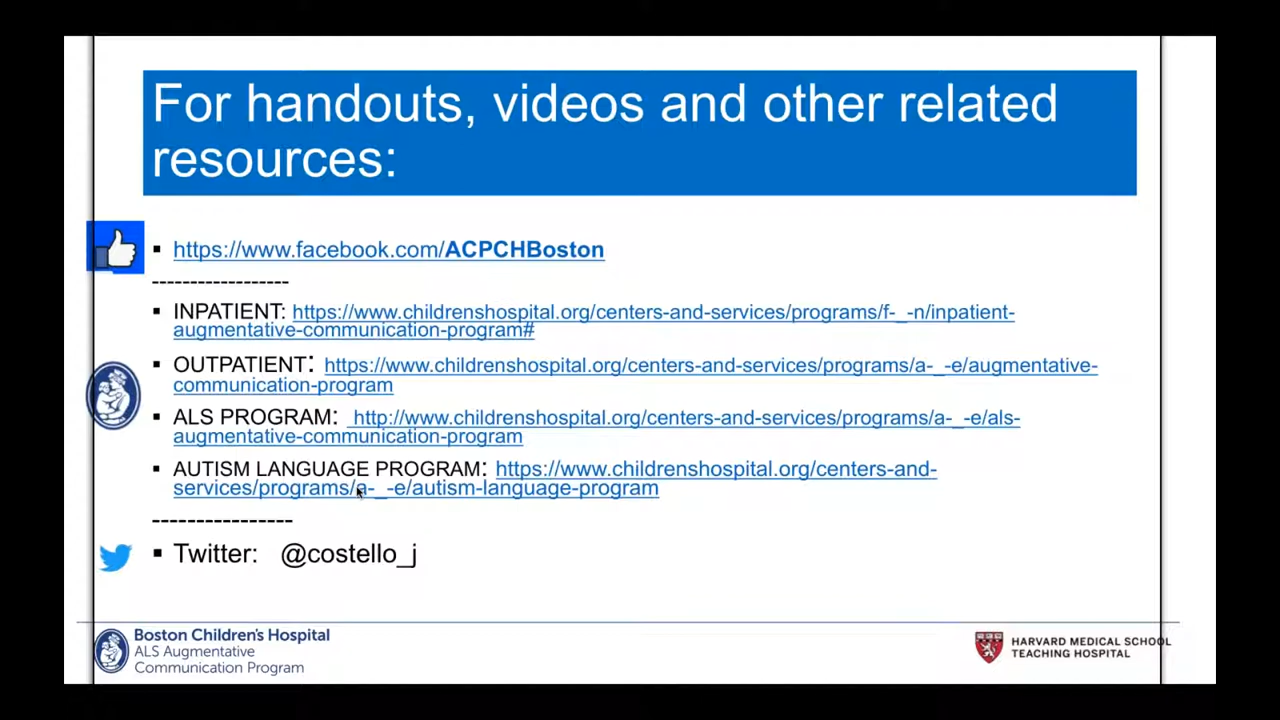 For handouts, videos and other related
resources:
▪ https://www.facebook.com/ACPCHBoston
------------------
▪ INPATIENT: https://www.childrenshospital.org/centers-and-services/programs/f-_-n/inpatient-
augmentative-communication-program#
▪ OUTPATIENT: https://www.childrenshospital.org/centers-and-services/programs/a-_-e/augmentative-
communication-program
▪ ALS PROGRAM: http://www.childrenshospital.org/centers-and-services/programs/a-_-e/als-
augmentative-communication-program
▪ AUTISM LANGUAGE PROGRAM: https://www.childrenshospital.org/centers-and-
services/programs/a-_-e/autism-language-program
----------------
▪ Twitter: @costello_j
Boston Children's Hospital
ALS Augmentative
Communication Program
HARVARD MEDICAL SCHOOL
TEACHING HOSPITAL